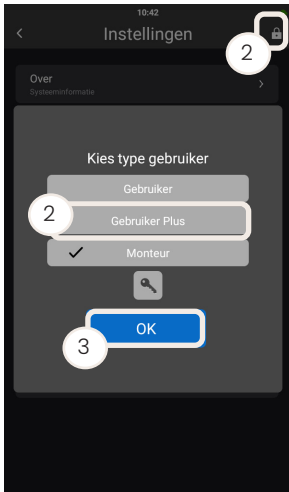 10:42
Instellingen
2
Over
Systeeminformatie
Kies type gebruiker
Gebruiker
2
Gebruiker Plus
Monteur
OK
3